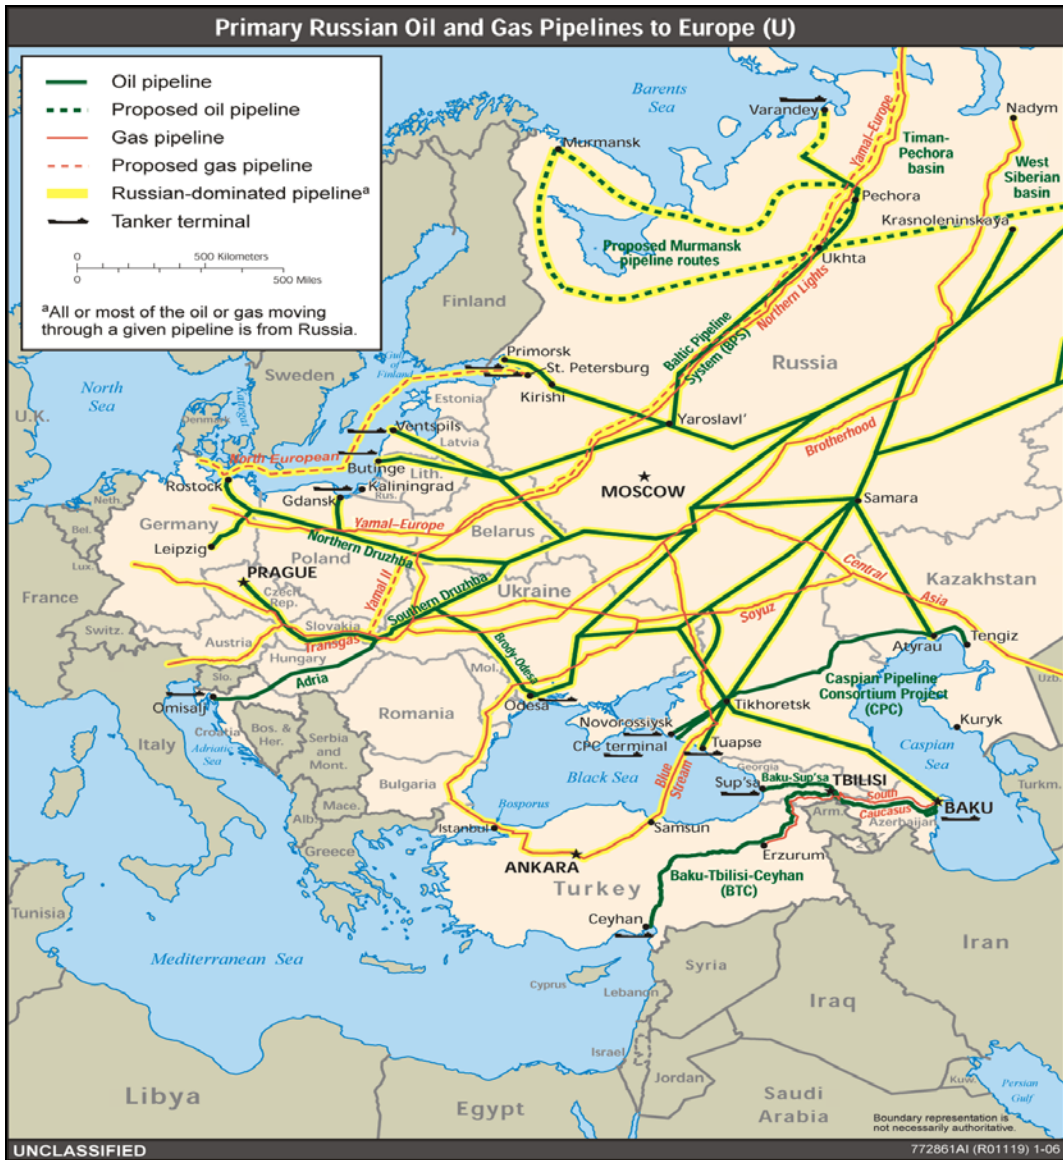 Primary Russian Oil and Gas Pipelines to Europe (U)
Oil pipeline
Proposed oil pipeline
Gas pipeline
Proposed gas pipeline
Russian-dominated pipelineᵃ
Tanker terminal
0 500 Kilometers
0 500 Miles
ᵃAll or most of the oil or gas moving
through a given pipeline is from Russia.
Barents
Sea
Varandey
Nadym
Murmansk
Yamal-Europe
Timan-
Pechora
basin
West
Siberian
basin
Pechora
Krasnoleninskaya
Proposed Murmansk
pipeline routes
Ukhta
Northern Lights
Finland
Baltic Pipeline
System (BPS)
Russia
Primorsk
Gulf
of
Finland
St. Petersburg
Sweden
Kirishi
North
Sea
Estonia
Yaroslavl'
U.K.
Kattegat
Denmark
Ventspils
Latvia
Brotherhood
North European
Butinge
Lith.
Rostock
Kaliningrad
Rus.
MOSCOW
Neth.
Gdansk
Samara
Germany
Yamal-Europe
Belarus
Bel.
Leipzig
Northern Druzhba
Lux.
Poland
PRAGUE
Yamal II
Southern Druzhba
Ukraine
Central
Asia
Kazakhstan
France
Czech
Rep.
Soyuz
Slovakia
Switz.
Austria
Transgas
Brody-Odesa
Atyrau
Tengiz
Hungary
Mol.
Slo.
Adria
Uzb.
Caspian Pipeline
Consortium Project
(CPC)
Omisalj
Odesa
Tikhoretsk
Croatia
Romania
Novorossiysk
Kuryk
Italy
Adriatic
Sea
Bos. &
Her.
Serbia
and
Mont.
CPC terminal
Tuapse
Caspian
Sea
Black Sea
Blue
Stream
Georgia
Baku-Sup'sa
TBILISI
Sup'sa
Turkm.
Bulgaria
South
Caucasus
BAKU
Mace.
Bosporus
Arm.
Azerbaijan
Alb.
Istanbul
Samsun
Greece
ANKARA
Erzurum
Turkey
Baku-Tbilisi-Ceyhan
(BTC)
Tunisia
Ceyhan
Iran
Mediterranean Sea
Syria
Cyprus
Lebanon
Iraq
Israel
Jordan
Kuw.
Persian
Gulf
Libya
Egypt
Saudi
Arabia
Boundary representation is
not necessarily authoritative.
UNCLASSIFIED
772861AI (R01119) 1-06